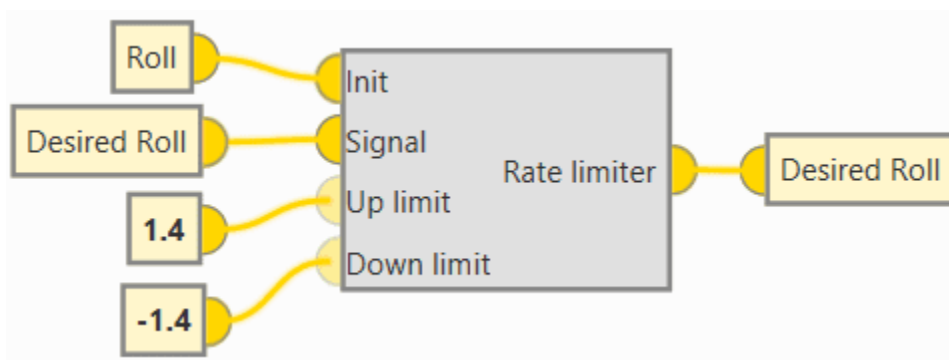 Roll
Init
Desired Roll
Signal
Rate limiter
Desired Roll
1.4
Up limit
Down limit
-1.4